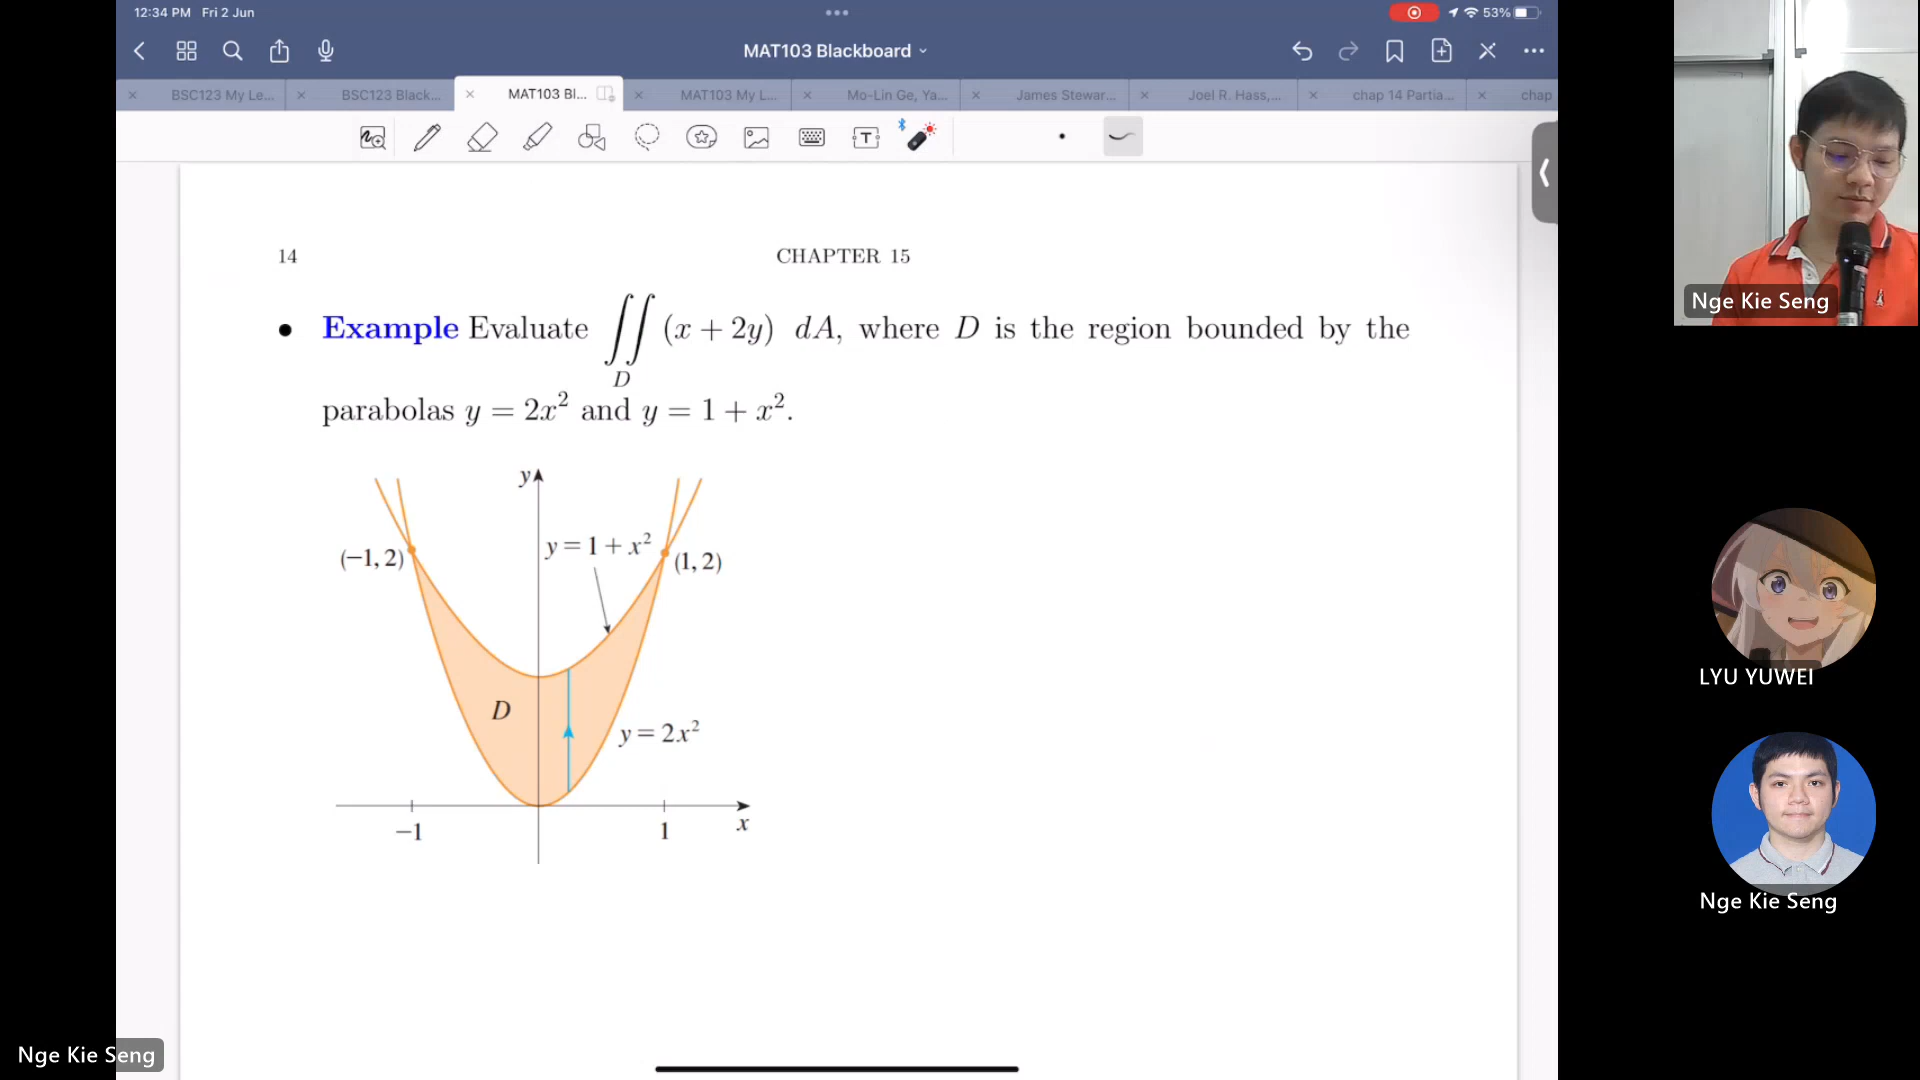 12:34 PM Fri 2 Jun
53%
MAT103 Blackboard
BSC123 My Le...
BSC123 Black...
MAT103 Bl...
MAT103 My L...
Mo-Lin Ge, Ya...
James Stewar...
Joel R. Hass,...
chap 14 Partia...
chap
T
14 CHAPTER 15
• Example Evaluate ∬_D (x + 2y) dA, where D is the region bounded by the
parabolas y = 2x² and y = 1 + x².
y
y = 1 + x²
(−1, 2)
(1, 2)
D
y = 2x²
−1
1
x
Nge Kie Seng
LYU YUWEI
Nge Kie Seng
Nge Kie Seng